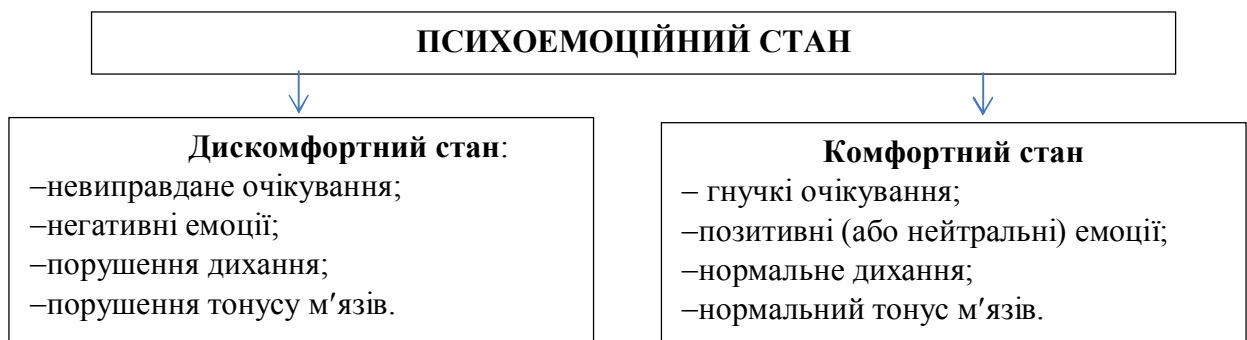 ПСИХОЕМОЦІЙНИЙ СТАН
Дискомфортний стан:
−невиправдане очікування;
−негативні емоції;
−порушення дихання;
−порушення тонусу м′язів.
Комфортний стан
− гнучкі очікування;
−позитивні (або нейтральні) емоції;
−нормальне дихання;
−нормальний тонус м′язів.